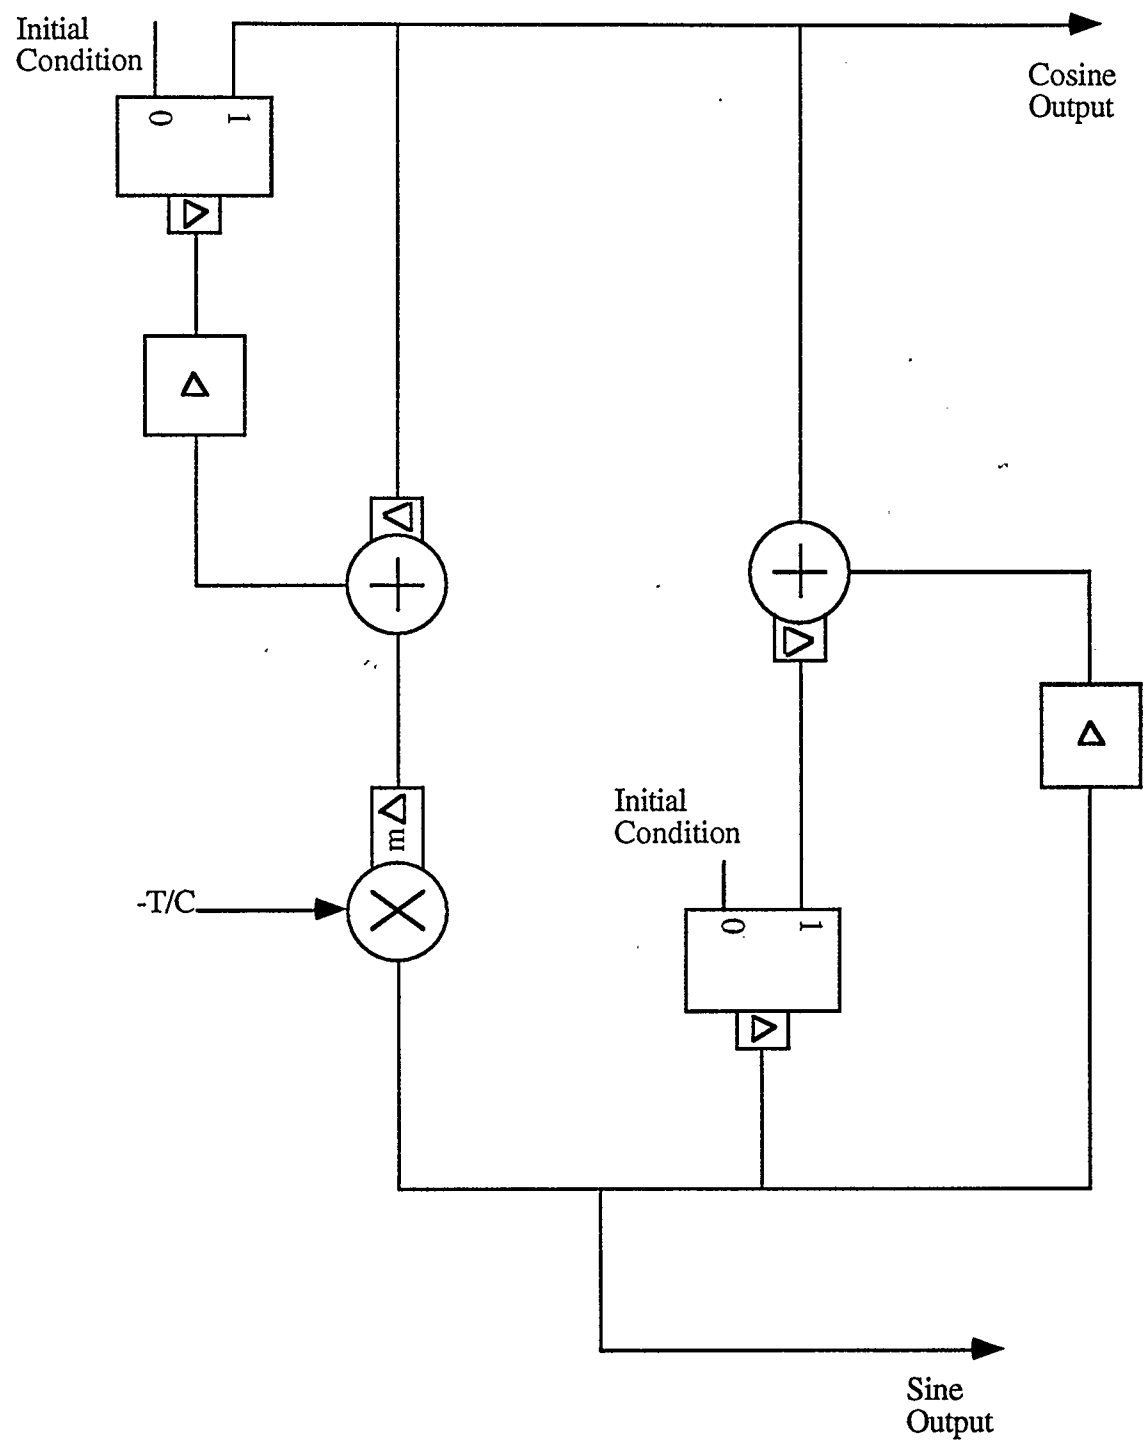 Initial
Condition
0 1
Cosine
Output
Δ
m
-T/C
Initial
Condition
0 1
Δ
Sine
Output